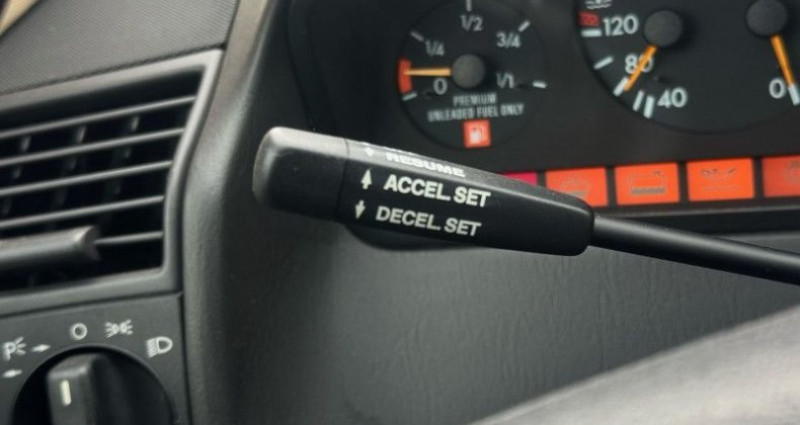 1/2
1/4
3/4
0
1/1
PREMIUM
UNLEADED FUEL ONLY
120
80
40
0
RESUME
ACCEL.SET
DECEL.SET
P
O